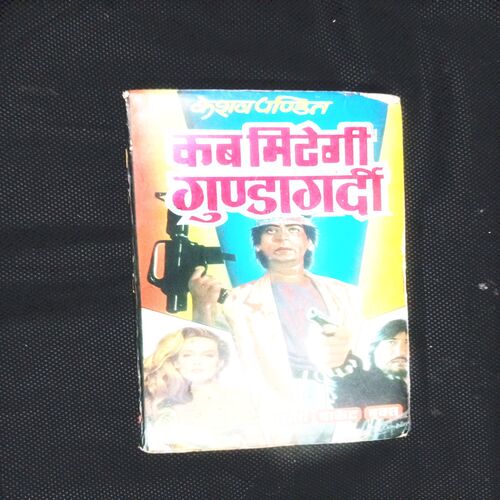 केशव पण्डित
कब मिटेगी
गुण्डागर्दी
पाकेट बुक्स